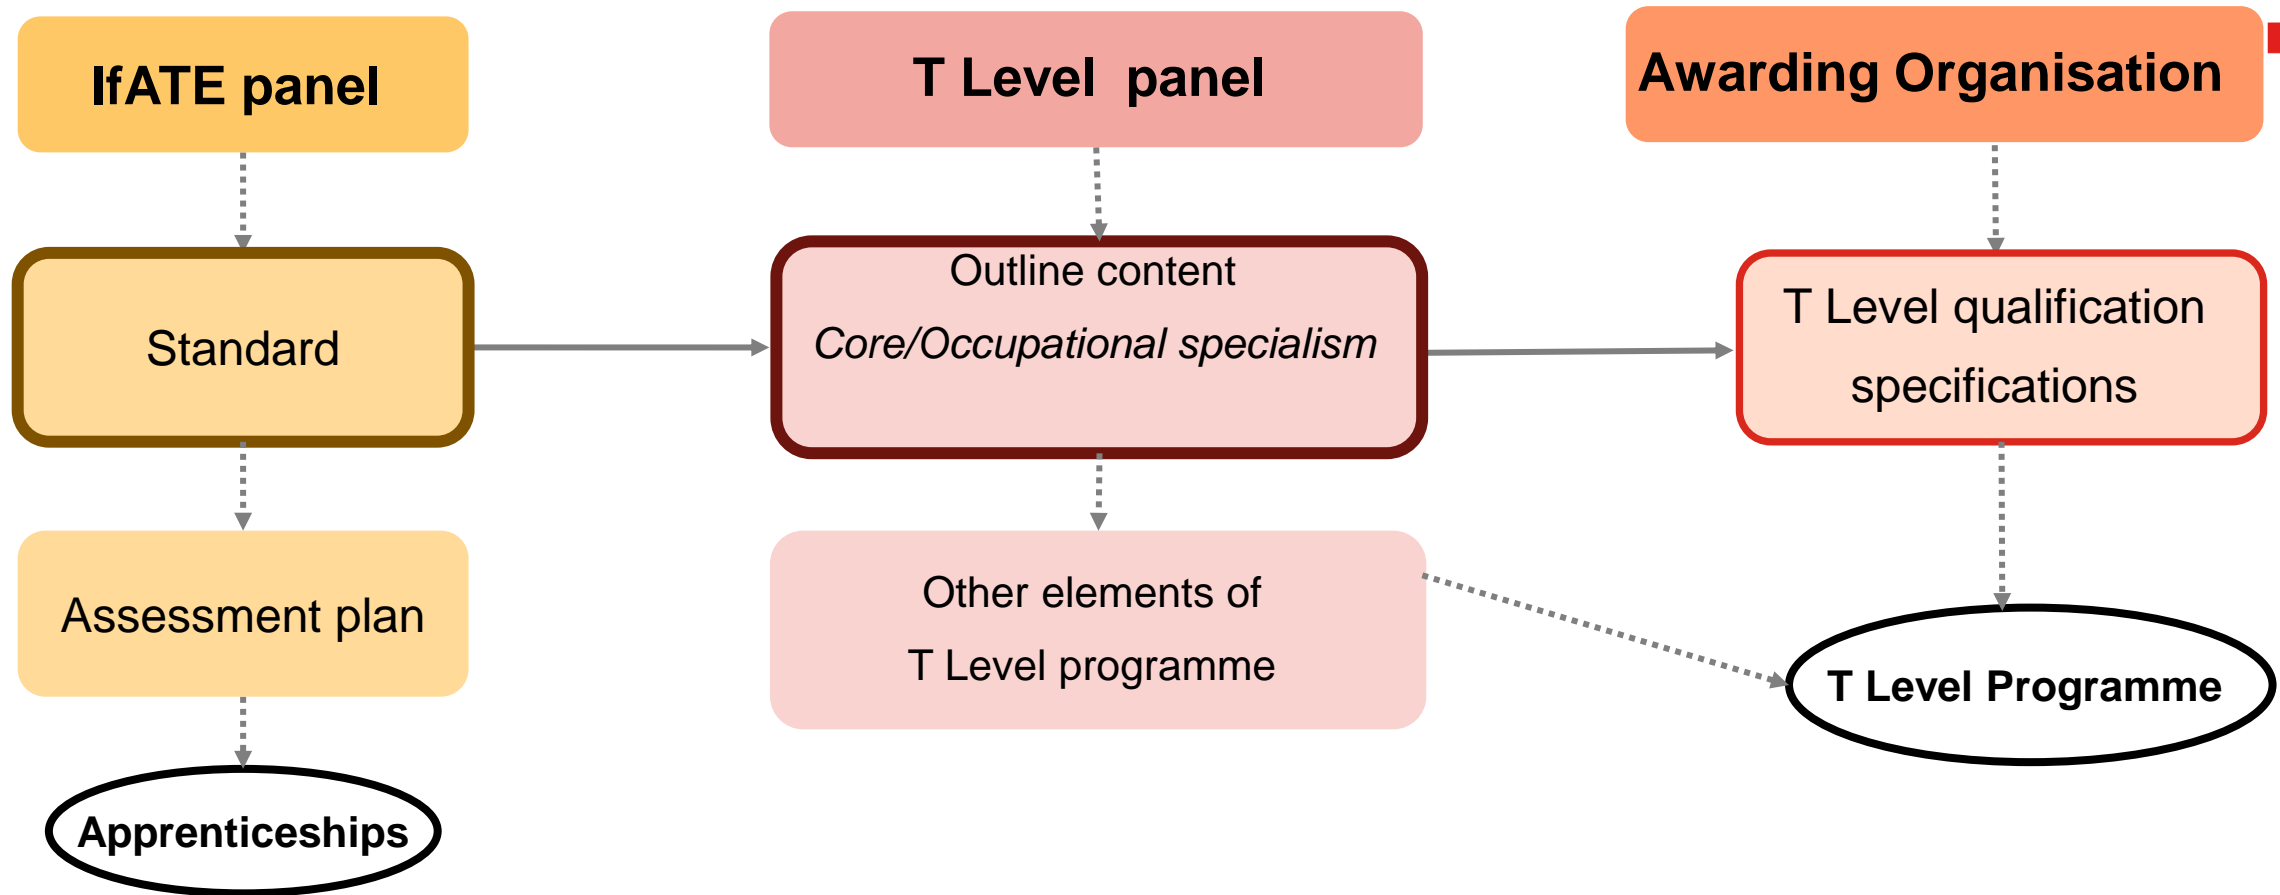 IfATE panel
T Level panel
Awarding Organisation
Standard
Outline content
Core/Occupational specialism
T Level qualification
specifications
Assessment plan
Other elements of
T Level programme
T Level Programme
Apprenticeships